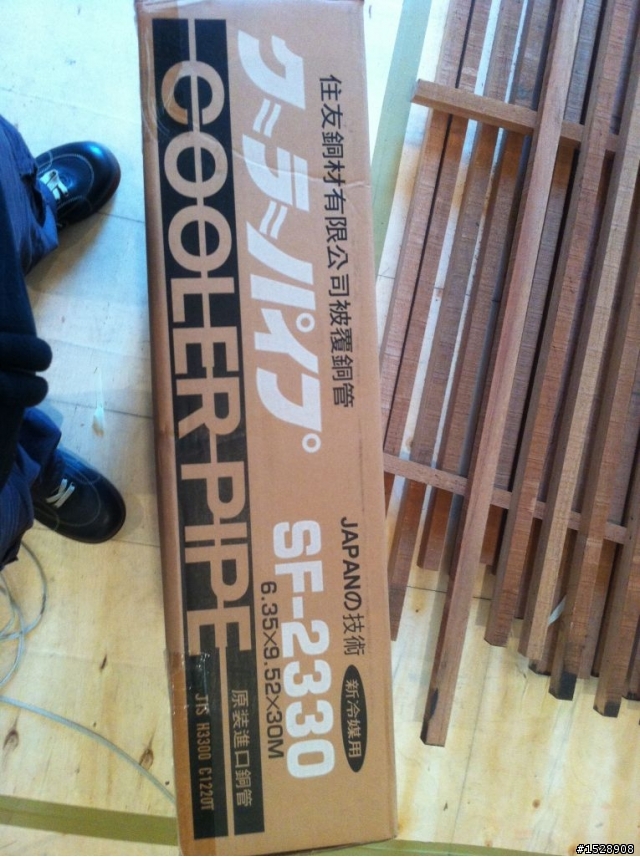 住友銅材有限公司被覆銅管
JAPANの技術
新冷媒用
クーラーパイプ
SF-2330
6.35×9.52×30M
COOLER PIPE
原装進口銅管
JIS H3300 C1220T
#1528908